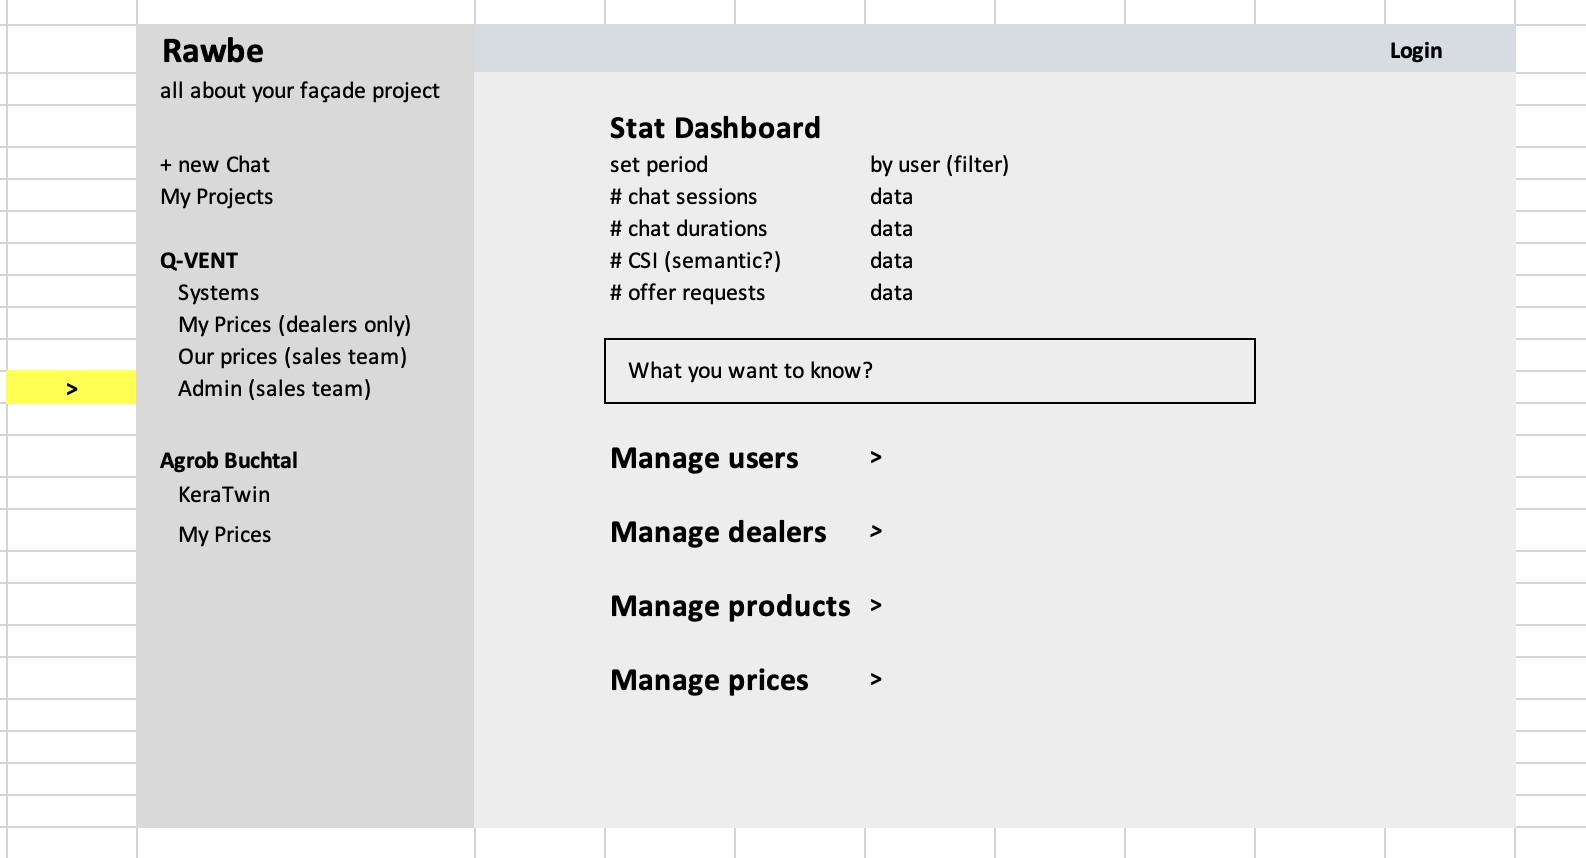 Rawbe
Login
all about your façade project
+ new Chat
My Projects
Q-VENT
Systems
My Prices (dealers only)
Our prices (sales team)
>
Admin (sales team)
Agrob Buchtal
KeraTwin
My Prices
Stat Dashboard
set period by user (filter)
# chat sessions data
# chat durations data
# CSI (semantic?) data
# offer requests data
What you want to know?
Manage users >
Manage dealers >
Manage products >
Manage prices >